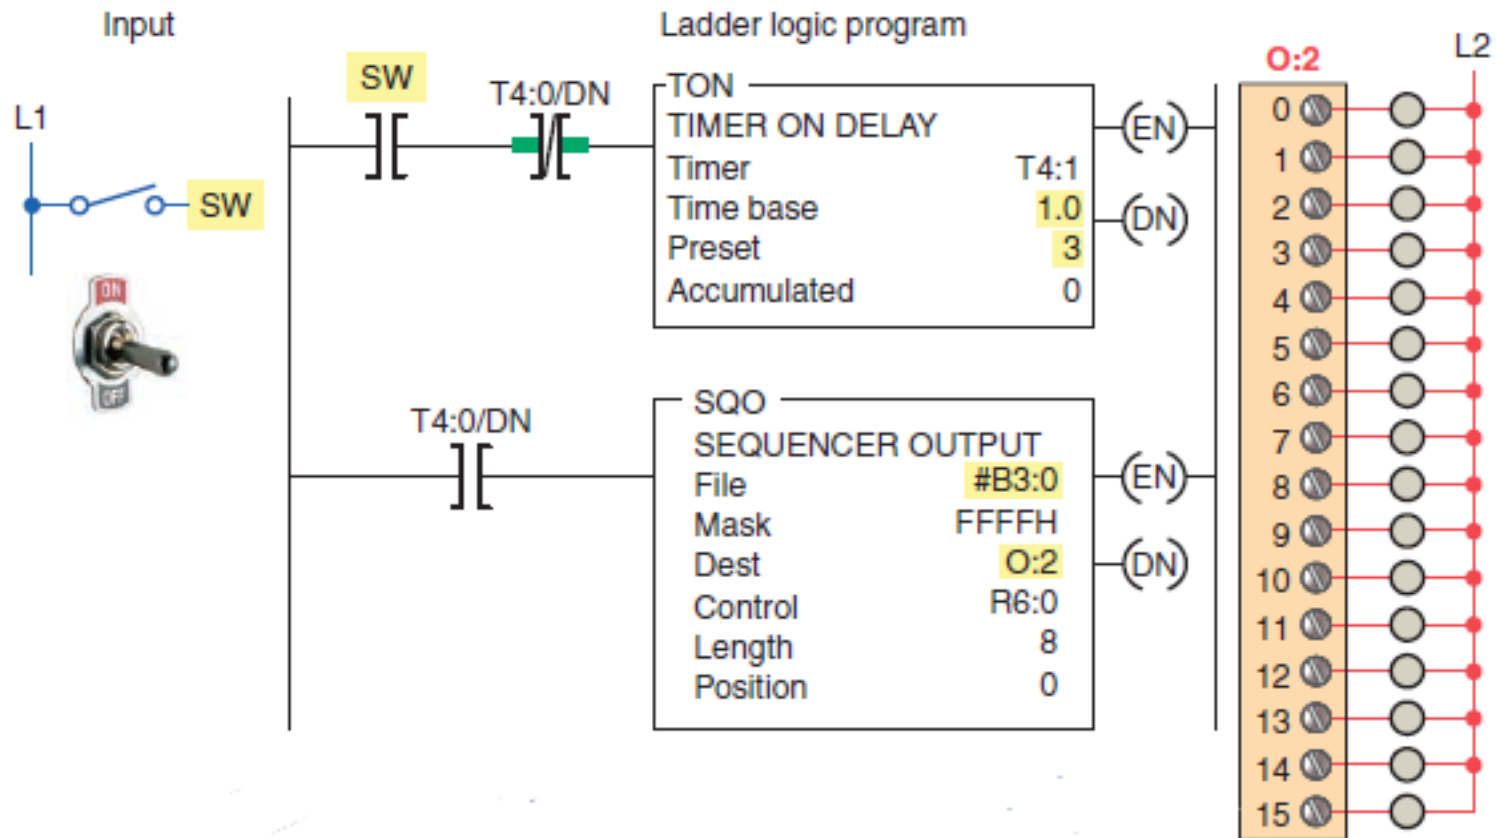 Input
Ladder logic program
L1
SW
ON
OFF
SW
T4:0/DN
TON
TIMER ON DELAY
Timer T4:1
Time base 1.0
Preset 3
Accumulated 0
EN
DN
T4:0/DN
SQO
SEQUENCER OUTPUT
File #B3:0
Mask FFFFH
Dest O:2
Control R6:0
Length 8
Position 0
EN
DN
O:2
L2
0
1
2
3
4
5
6
7
8
9
10
11
12
13
14
15